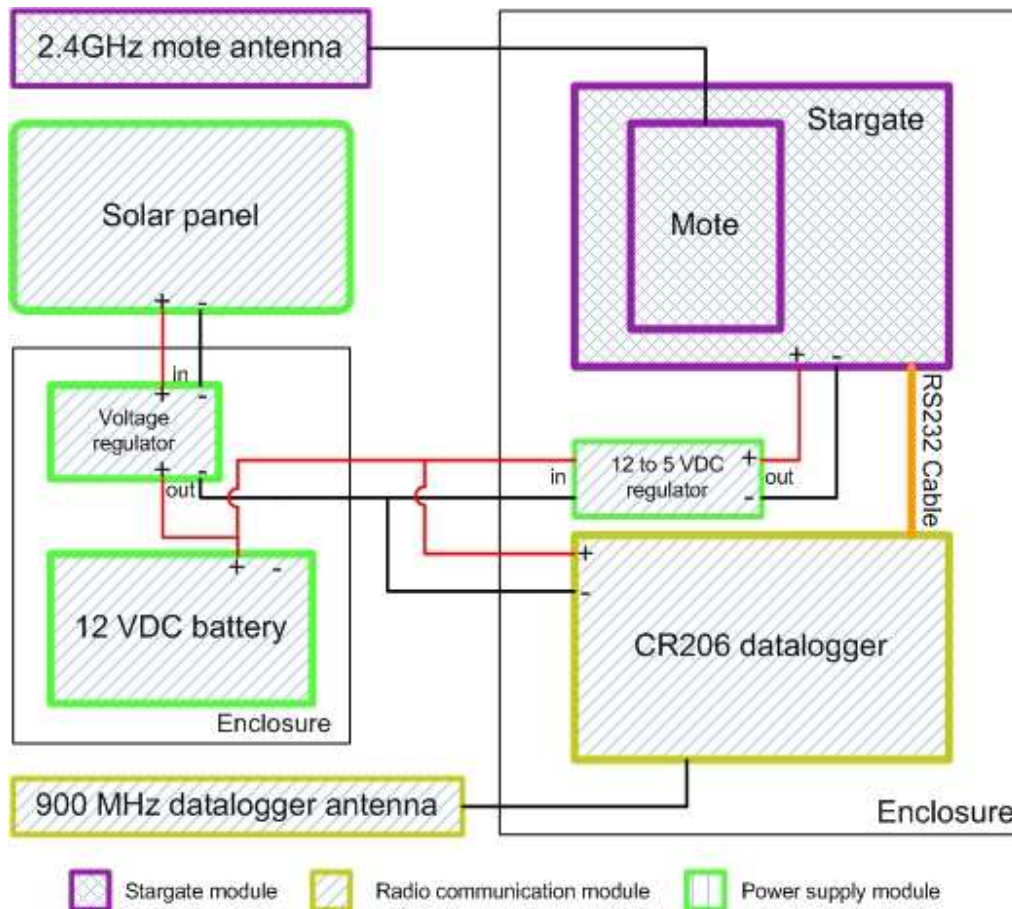 2.4GHz mote antenna
Stargate
Mote
Solar panel
+ -
in
+ -
Voltage
regulator
+ -
out
+ -
12 VDC battery
Enclosure
+ -
RS232 Cable
in
12 to 5 VDC
regulator
+
-
out
+
-
CR206 datalogger
900 MHz datalogger antenna
Enclosure
Stargate module
Radio communication module
Power supply module